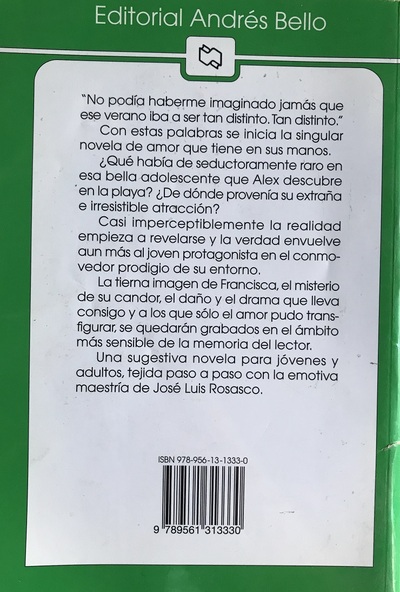 Editorial Andrés Bello
"No podía haberme imaginado jamás que
ese verano iba a ser tan distinto. Tan distinto."
Con estas palabras se inicia la singular
novela de amor que tiene en sus manos.
¿Qué había de seductoramente raro en
esa bella adolescente que Alex descubre
en la playa? ¿De dónde provenía su extraña
e irresistible atracción?
Casi imperceptiblemente la realidad
empieza a revelarse y la verdad envuelve
aun más al joven protagonista en el conmo-
vedor prodigio de su entorno.
La tierna imagen de Francisca, el misterio
de su candor, el daño y el drama que lleva
consigo y a los que sólo el amor pudo trans-
figurar, se quedarán grabados en el ámbito
más sensible de la memoria del lector.
Una sugestiva novela para jóvenes y
adultos, tejida paso a paso con la emotiva
maestría de José Luis Rosasco.
ISBN 978-956-13-1333-0
9 789561 313330